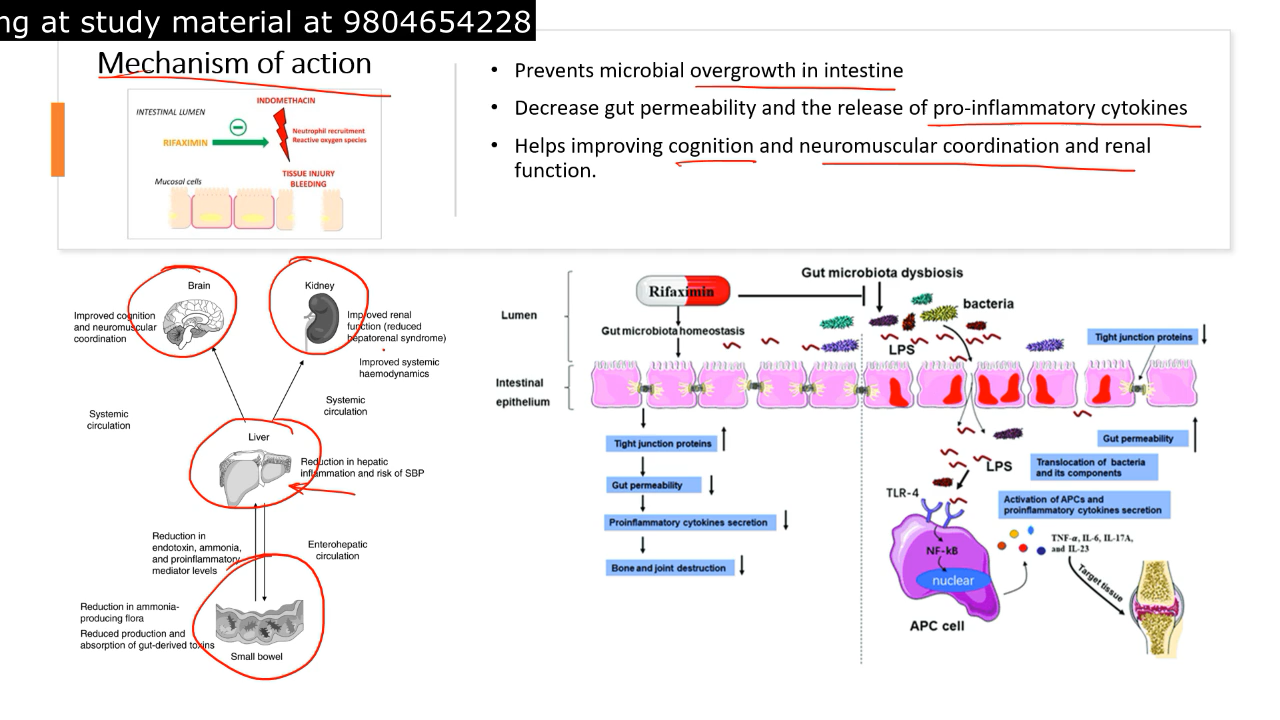 ng at study material at 9804654228
Mechanism of action
INTESTINAL LUMEN
INDOMETHACIN
RIFAXIMIN
Neutrophil recruitment
Reactive oxygen species
TISSUE INJURY
BLEEDING
Mucosal cells
• Prevents microbial overgrowth in intestine
• Decrease gut permeability and the release of pro-inflammatory cytokines
• Helps improving cognition and neuromuscular coordination and renal
function.
Brain
Kidney
Improved cognition
and neuromuscular
coordination
Improved renal
function (reduced
hepatorenal syndrome)
Improved systemic
haemodynamics
Systemic
circulation
Systemic
circulation
Liver
Reduction in hepatic
inflammation and risk of SBP
Reduction in
endotoxin, ammonia,
and proinflammatory
mediator levels
Enterohepatic
circulation
Reduction in ammonia-
producing flora
Reduced production and
absorption of gut-derived toxins
Small bowel
Lumen
Rifaximin
Gut microbiota dysbiosis
bacteria
Gut microbiota homeostasis
LPS
Tight junction proteins
Intestinal
epithelium
Tight junction proteins
Gut permeability
Proinflammatory cytokines secretion
Bone and joint destruction
Gut permeability
LPS
Translocation of bacteria
and its components
TLR-4
Activation of APCs and
proinflammatory cytokines secretion
NF-kB
nuclear
APC cell
TNF-α, IL-6, IL-17A,
and IL-23
Target tissue